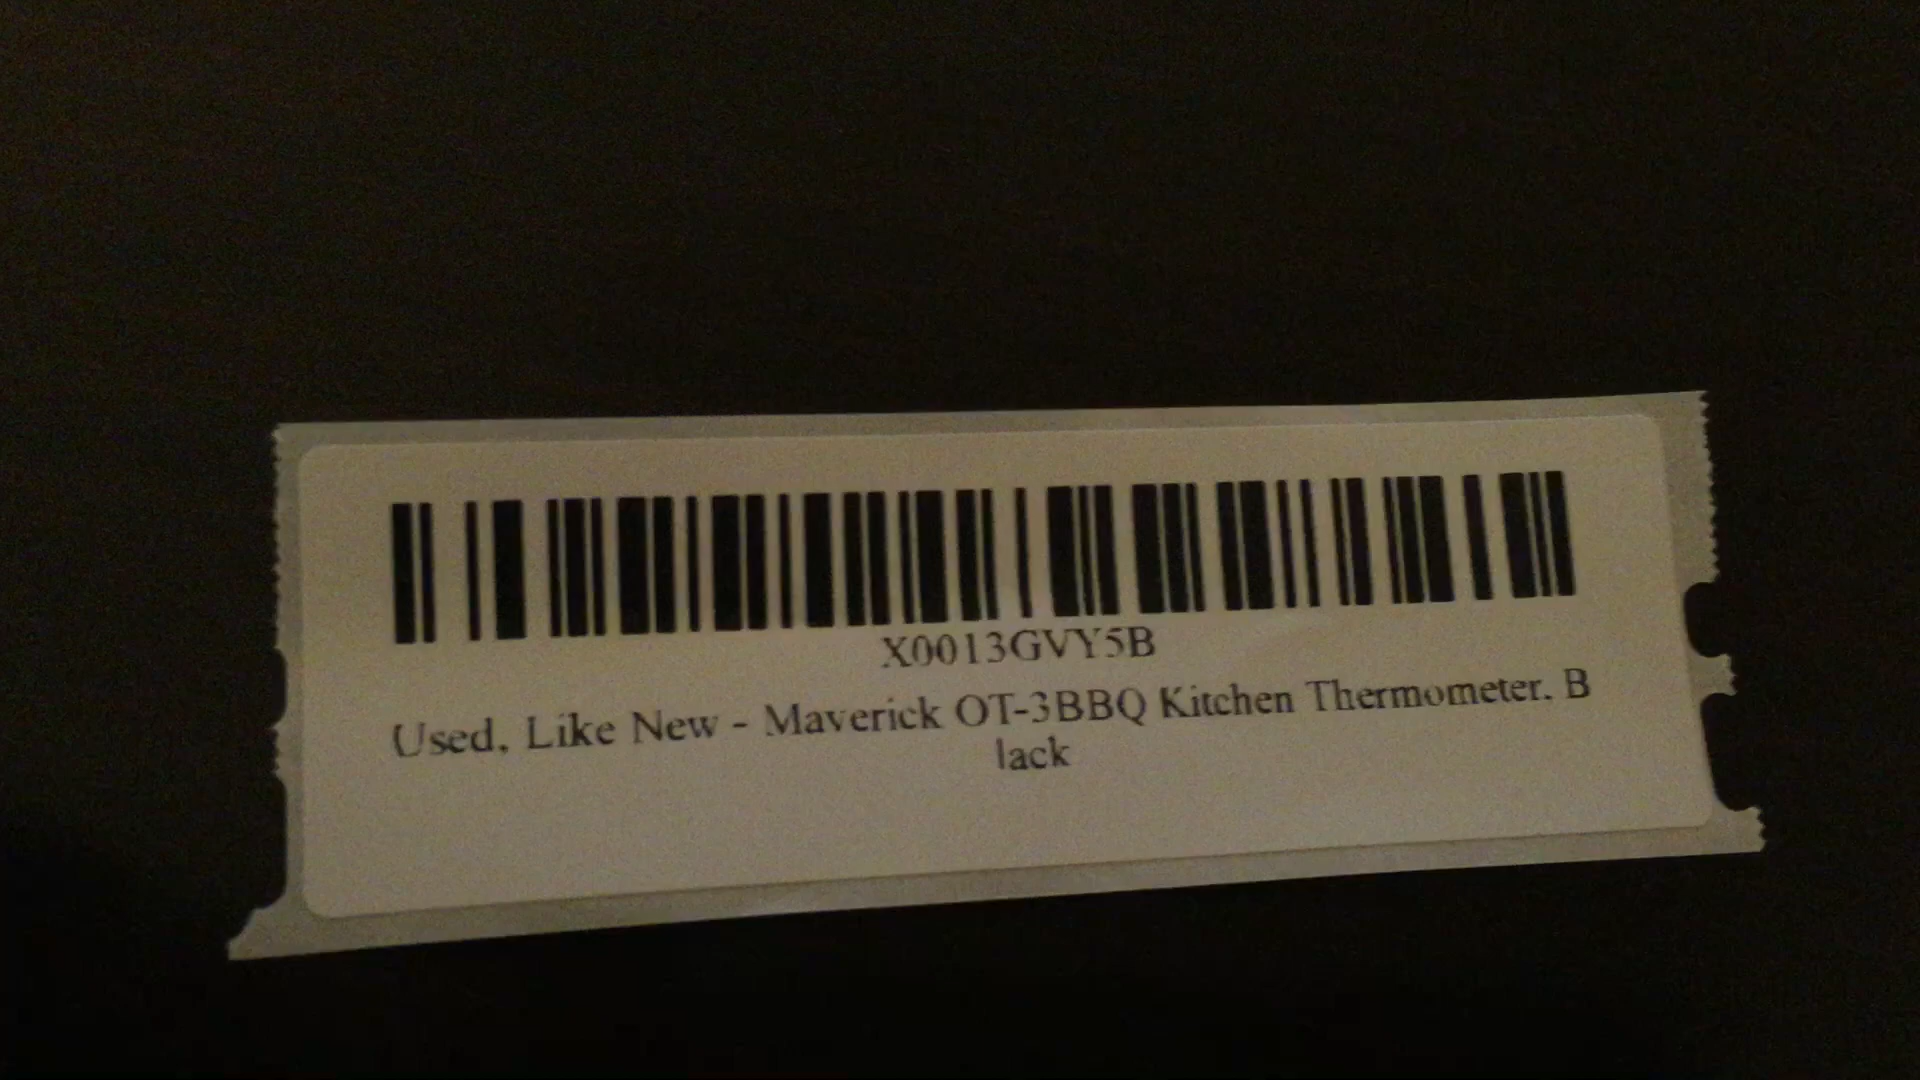 X0013GVY5B
Used, Like New - Maverick OT-3BBQ Kitchen Thermometer, B
lack